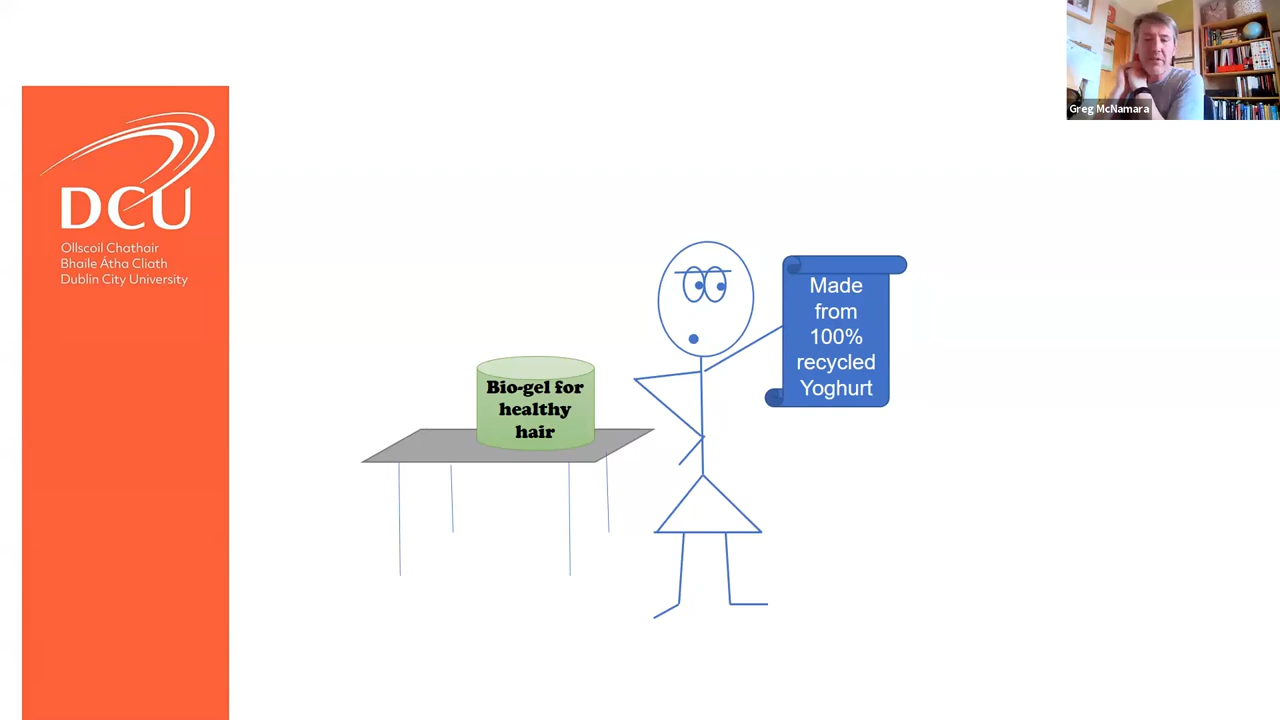 Greg McNamara
DCU
Ollscoil Chathair
Bhaile Átha Cliath
Dublin City University
Made
from
100%
recycled
Yoghurt
Bio-gel for
healthy
hair